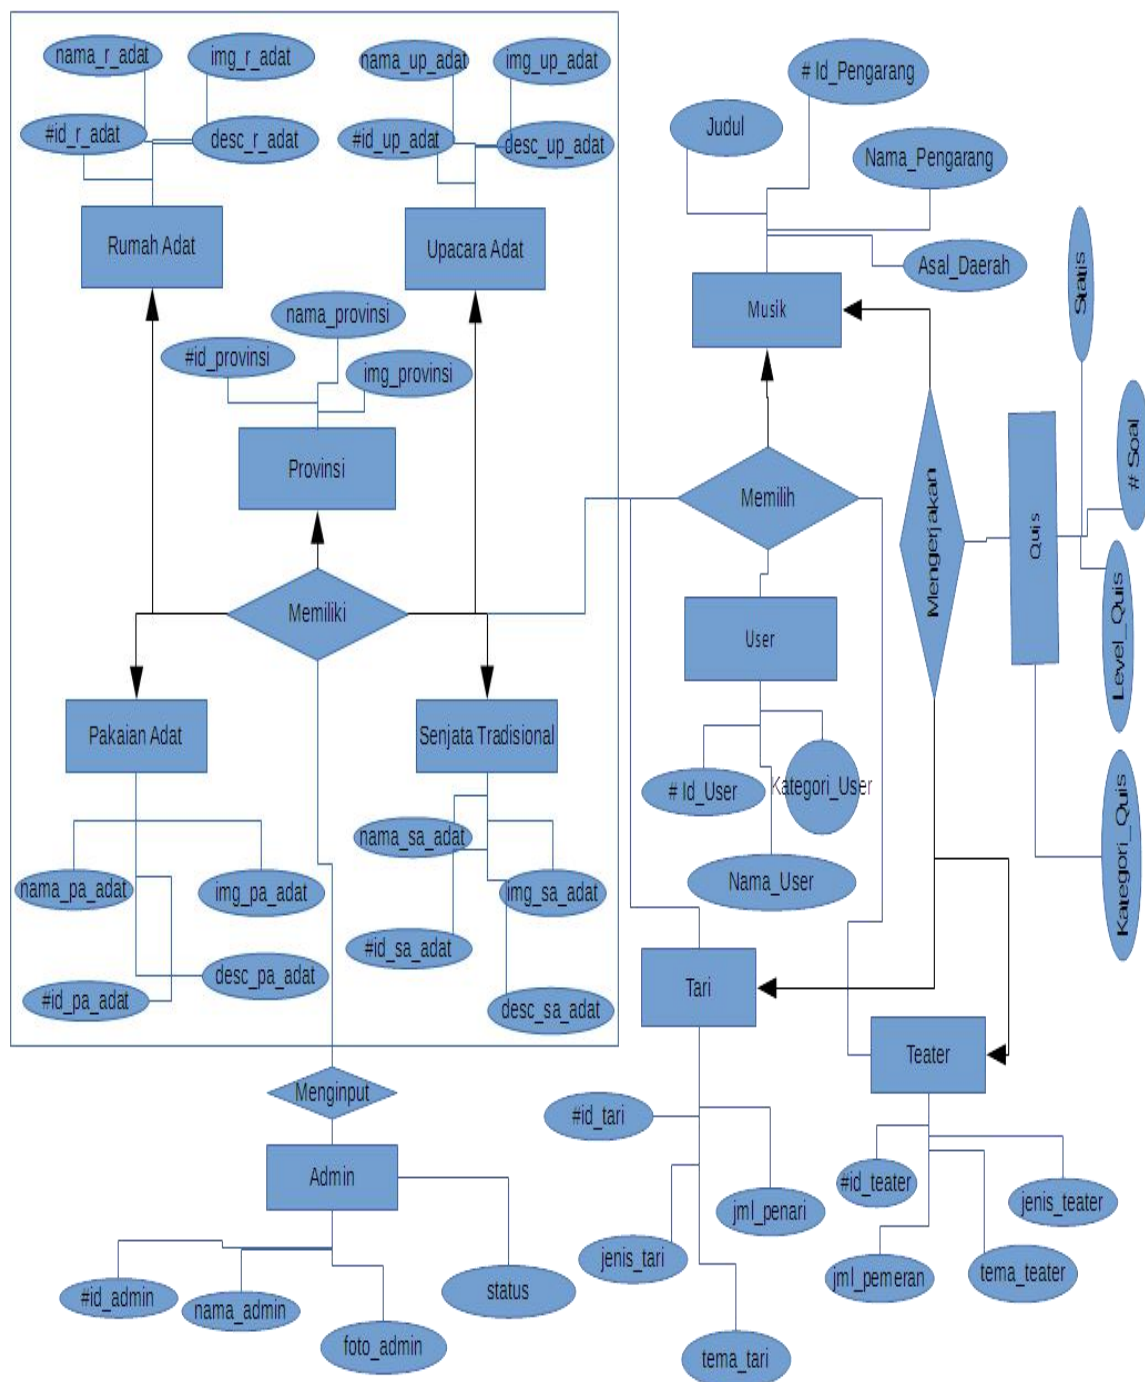 nama_r_adat
img_r_adat
#id_r_adat
desc_r_adat
Rumah Adat
nama_up_adat
img_up_adat
#id_up_adat
desc_up_adat
Upacara Adat
nama_provinsi
#id_provinsi
img_provinsi
Provinsi
Memiliki
Pakaian Adat
nama_pa_adat
img_pa_adat
desc_pa_adat
#id_pa_adat
Senjata Tradisional
nama_sa_adat
img_sa_adat
#id_sa_adat
desc_sa_adat
Menginput
Admin
#id_admin
nama_admin
foto_admin
status
# Id_Pengarang
Judul
Nama_Pengarang
Asal_Daerah
Musik
Memilih
User
# Id_User
Kategori_User
Nama_User
Mengerjakan
Quis
Statis
# Soal
Level_Quis
Kategori_Quis
Tari
#id_tari
jml_penari
jenis_tari
tema_tari
Teater
#id_teater
jenis_teater
jml_pemeran
tema_teater